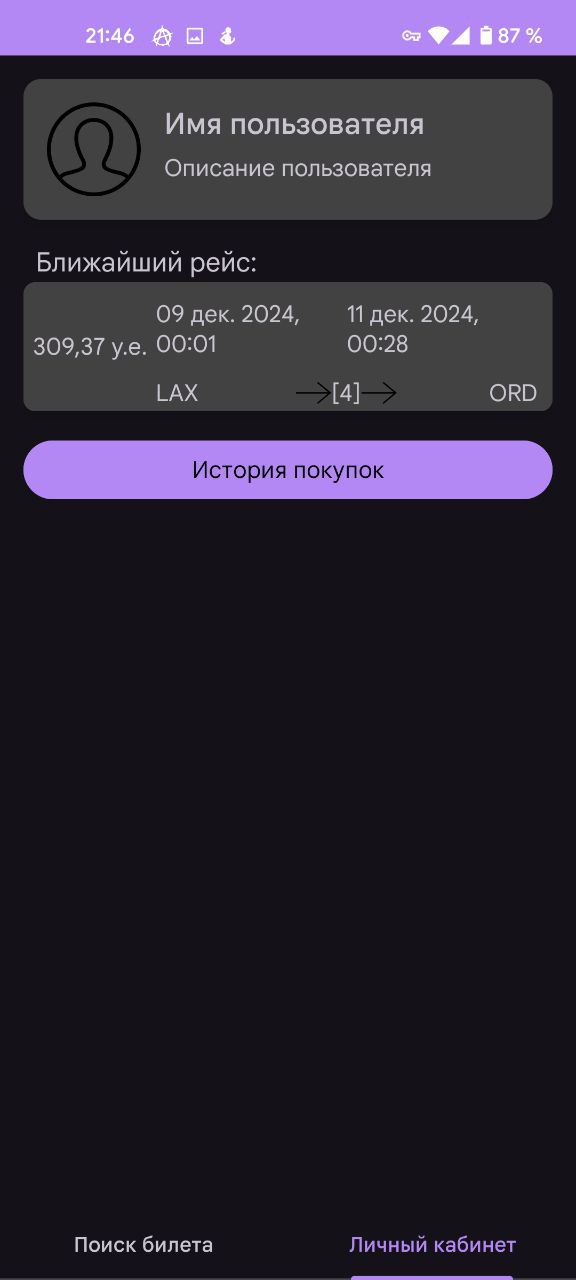 21:46 87 %
Имя пользователя
Описание пользователя
Ближайший рейс:
309,37 у.е.
09 дек. 2024,
00:01
11 дек. 2024,
00:28
LAX [4] ORD
История покупок
Поиск билета Личный кабинет